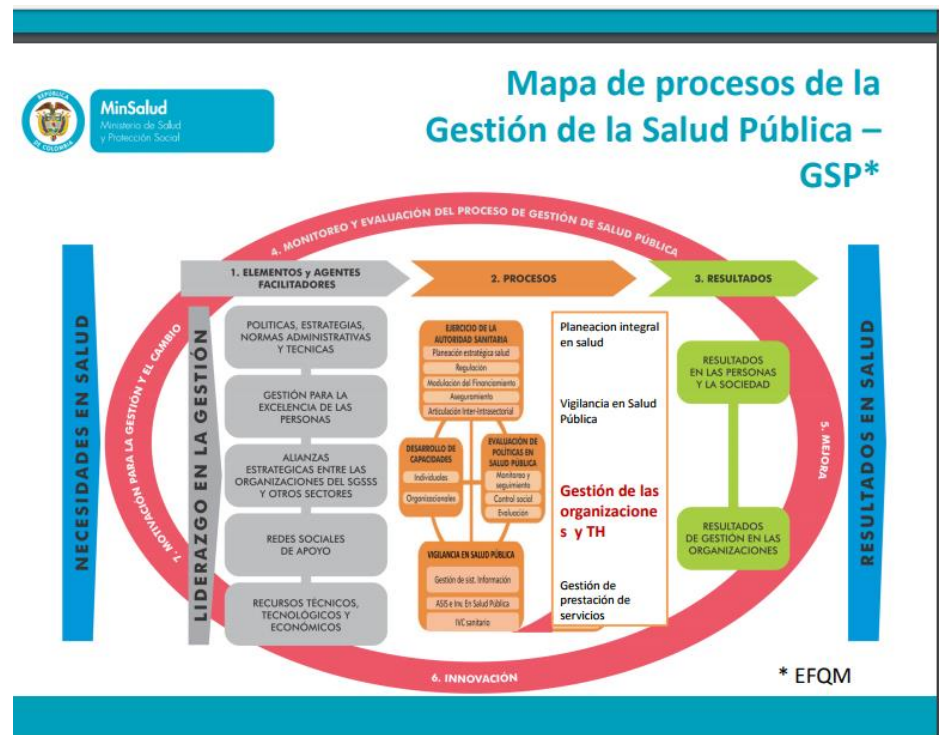 REPÚBLICA
DE COLOMBIA
MinSalud
Ministerio de Salud
y Protección Social
Mapa de procesos de la
Gestión de la Salud Pública –
GSP*
4. MONITOREO Y EVALUACIÓN DEL PROCESO DE GESTIÓN DE SALUD PÚBLICA
NECESIDADES EN SALUD
7. MOTIVACIÓN PARA LA GESTIÓN Y EL CAMBIO
1. ELEMENTOS y AGENTES
FACILITADORES
LIDERAZGO EN LA GESTIÓN
POLITICAS, ESTRATEGIAS,
NORMAS ADMINISTRATIVAS
Y TECNICAS
GESTIÓN PARA LA
EXCELENCIA DE LAS
PERSONAS
ALIANZAS
ESTRATEGICAS ENTRE LAS
ORGANIZACIONES DEL SGSSS
Y OTROS SECTORES
REDES SOCIALES
DE APOYO
RECURSOS TÉCNICOS,
TECNOLÓGICOS Y
ECONÓMICOS
2. PROCESOS
EJERCICIO DE LA
AUTORIDAD SANITARIA
Planeación estratégica salud
Regulación
Modulación del Financiamiento
Aseguramiento
Articulación Inter-intrasectorial
DESARROLLO DE
CAPACIDADES
Individuales
Organizacionales
EVALUACIÓN DE
POLITICAS EN
SALUD PÚBLICA
Monitoreo y
seguimiento
Control social
Evaluación
VIGILANCIA EN SALUD PÚBLICA
Gestión de sist. Información
ASIS e Inv. En Salud Pública
IVC sanitario
Planeacion integral
en salud
Vigilancia en Salud
Pública
Gestión de las
organizacione
s y TH
Gestión de
prestación de
servicios
3. RESULTADOS
RESULTADOS
EN LAS PERSONAS
Y LA SOCIEDAD
RESULTADOS
DE GESTIÓN EN LAS
ORGANIZACIONES
5. MEJORA
RESULTADOS EN SALUD
6. INNOVACIÓN
* EFQM